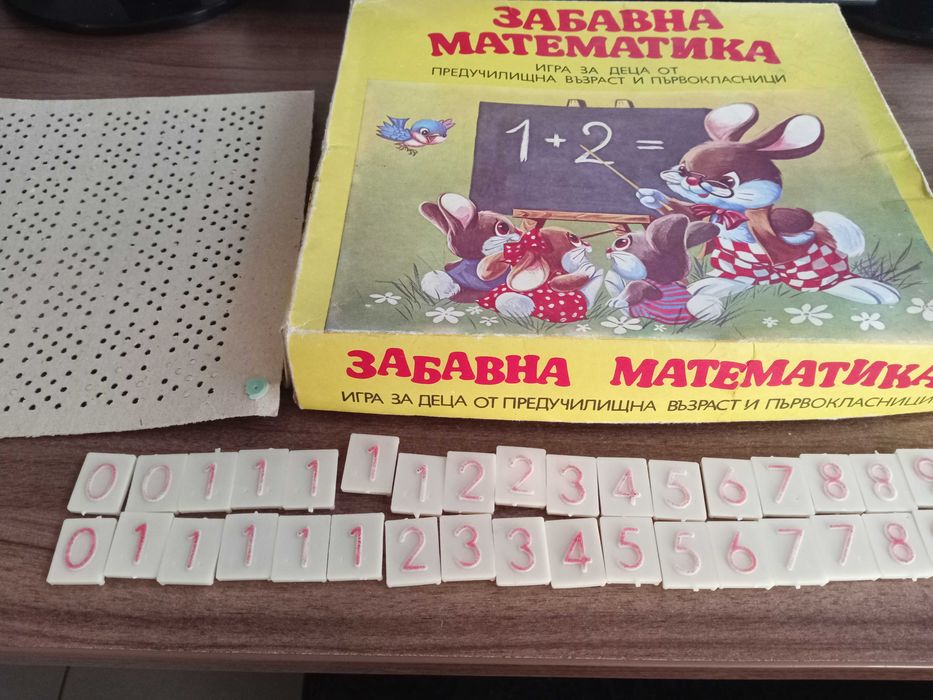 ЗАБАВНА
МАТЕМАТИКА
ИГРА ЗА ДЕЦА ОТ
ПРЕДУЧИЛИЩНА ВЪЗРАСТ И ПЪРВОКЛАСНИЦИ
1+2=
ЗАБАВНА МАТЕМАТИКА
ИГРА ЗА ДЕЦА ОТ ПРЕДУЧИЛИЩНА ВЪЗРАСТ И ПЪРВОКЛАСНИЦИ
0 0 1 1 1 1 1 2 2 3 4 5 6 7 8 8 9
0 1 1 1 1 1 2 3 3 4 5 5 6 7 7 8